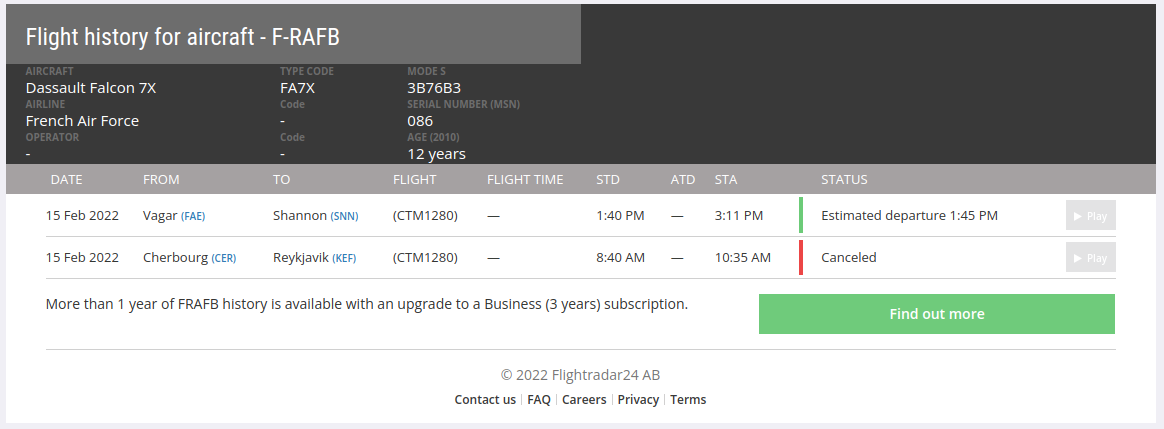 Flight history for aircraft - F-RAFB
AIRCRAFT TYPE CODE MODE S
Dassault Falcon 7X FA7X 3B76B3
AIRLINE Code SERIAL NUMBER (MSN)
French Air Force - 086
OPERATOR Code AGE (2010)
- - 12 years
DATE FROM TO FLIGHT FLIGHT TIME STD ATD STA STATUS
15 Feb 2022 Vagar (FAE) Shannon (SNN) (CTM1280) — 1:40 PM — 3:11 PM Estimated departure 1:45 PM Play
15 Feb 2022 Cherbourg (CER) Reykjavik (KEF) (CTM1280) — 8:40 AM — 10:35 AM Canceled Play
More than 1 year of FRAFB history is available with an upgrade to a Business (3 years) subscription. Find out more
© 2022 Flightradar24 AB
Contact us | FAQ | Careers | Privacy | Terms